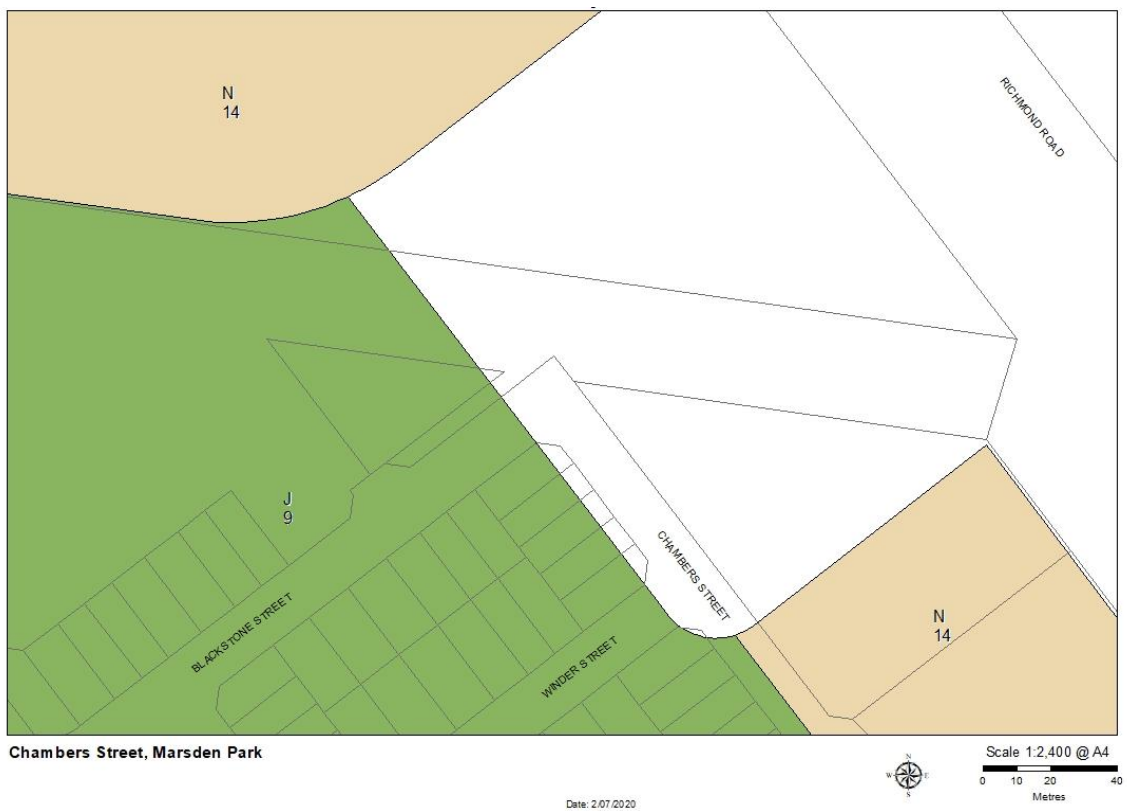 N
14
RICHMOND ROAD
J
9
CHAMBERS STREET
BLACKSTONE STREET
WINDER STREET
N
14
Chambers Street, Marsden Park
N
W
E
S
Scale 1:2,400 @ A4
0 10 20 40
Metres
Date: 2/07/2020